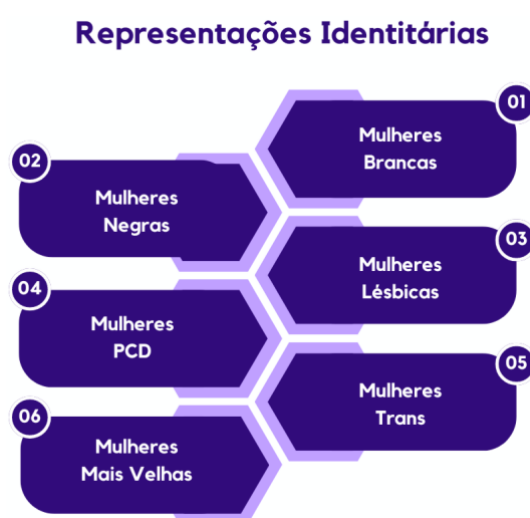 Representações Identitárias
01
Mulheres
Brancas
02
Mulheres
Negras
03
Mulheres
Lésbicas
04
Mulheres
PCD
05
Mulheres
Trans
06
Mulheres
Mais Velhas